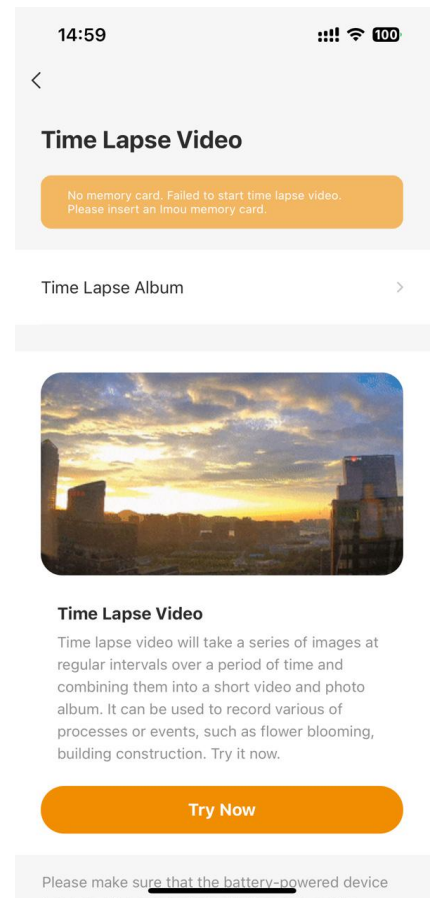 14:59
100
Time Lapse Video
No memory card. Failed to start time lapse video.
Please insert an Imou memory card.
Time Lapse Album
Time Lapse Video
Time lapse video will take a series of images at
regular intervals over a period of time and
combining them into a short video and photo
album. It can be used to record various of
processes or events, such as flower blooming,
building construction. Try it now.
Try Now
Please make sure that the battery-powered device